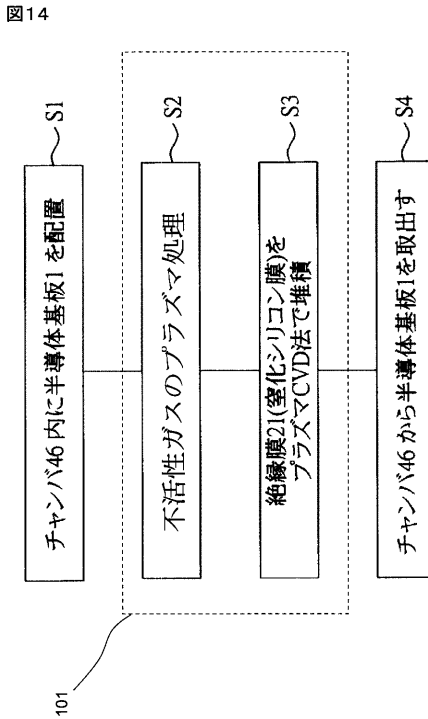 図14
チャンバ46内に半導体基板1を配置
S1
不活性ガスのプラズマ処理
S2
絶縁膜21(窒化シリコン膜)を
プラズマCVD法で堆積
S3
チャンバ46から半導体基板1を取出す
S4
101